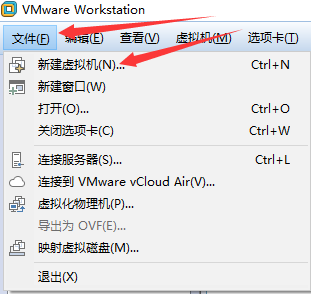 VMware Workstation
文件(F) 编辑(E) 查看(V) 虚拟机(M) 选项卡(T)
新建虚拟机(N)... Ctrl+N
新建窗口(W)
打开(O)... Ctrl+O
关闭选项卡(C) Ctrl+W
连接服务器(S)... Ctrl+L
连接到 VMware vCloud Air(V)...
虚拟化物理机(P)...
导出为 OVF(E)...
映射虚拟磁盘(M)...
退出(X)